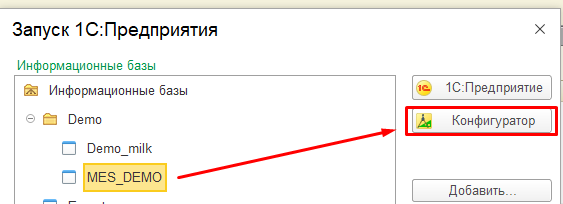 Запуск 1С:Предприятия
Информационные базы
Информационные базы
1С:Предприятие
Demo
Конфигуратор
Demo_milk
MES_DEMO
Добавить...